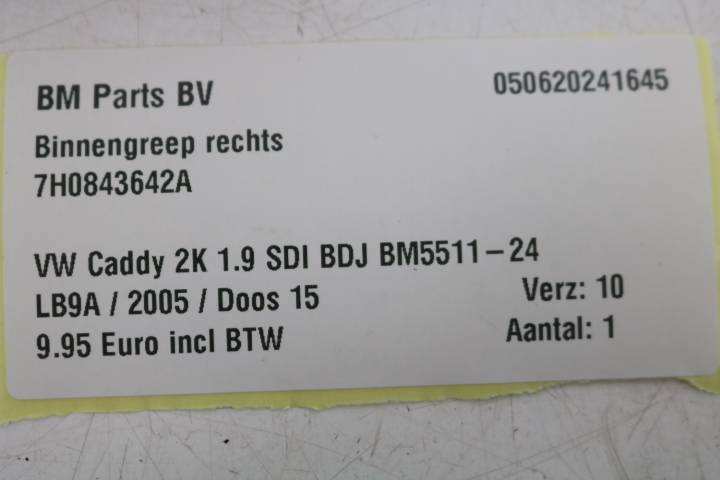 BM Parts BV 050620241645
Binnengreep rechts
7H0843642A
VW Caddy 2K 1.9 SDI BDJ BM5511-24
LB9A / 2005 / Doos 15 Verz: 10
9.95 Euro incl BTW Aantal: 1